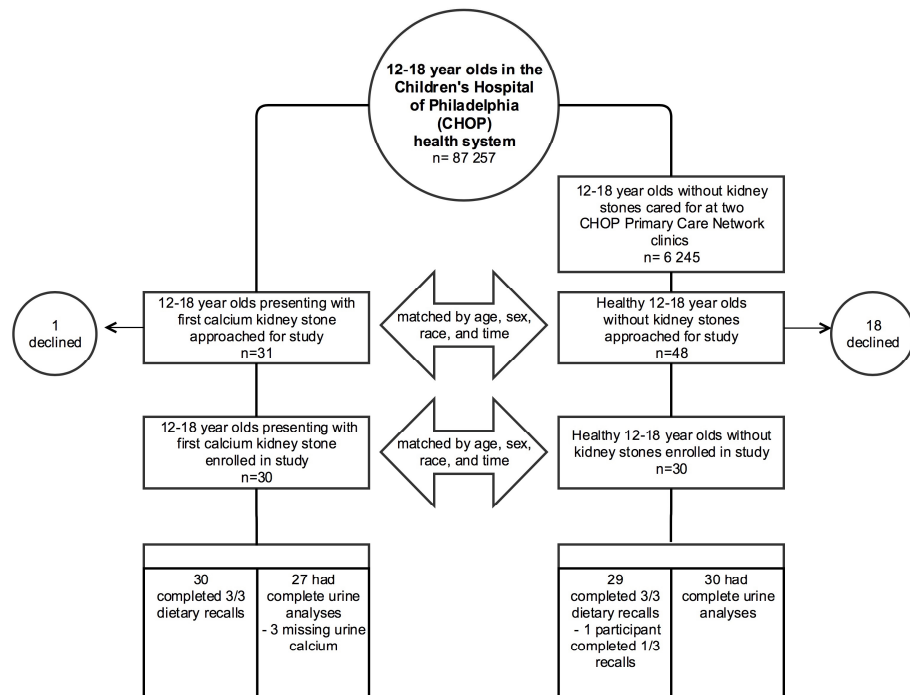 12-18 year olds in the
Children's Hospital
of Philadelphia
(CHOP)
health system
n= 87 257
12-18 year olds without kidney
stones cared for at two
CHOP Primary Care Network
clinics
n= 6 245
1
declined
12-18 year olds presenting with
first calcium kidney stone
approached for study
n=31
matched by age, sex,
race, and time
Healthy 12-18 year olds
without kidney stones
approached for study
n=48
18
declined
12-18 year olds presenting with
first calcium kidney stone
enrolled in study
n=30
matched by age, sex,
race, and time
Healthy 12-18 year olds without
kidney stones enrolled in study
n=30
30
completed 3/3
dietary recalls
27 had
complete urine
analyses
- 3 missing urine
calcium
29
completed 3/3
dietary recalls
- 1 participant
completed 1/3
recalls
30 had
complete urine
analyses